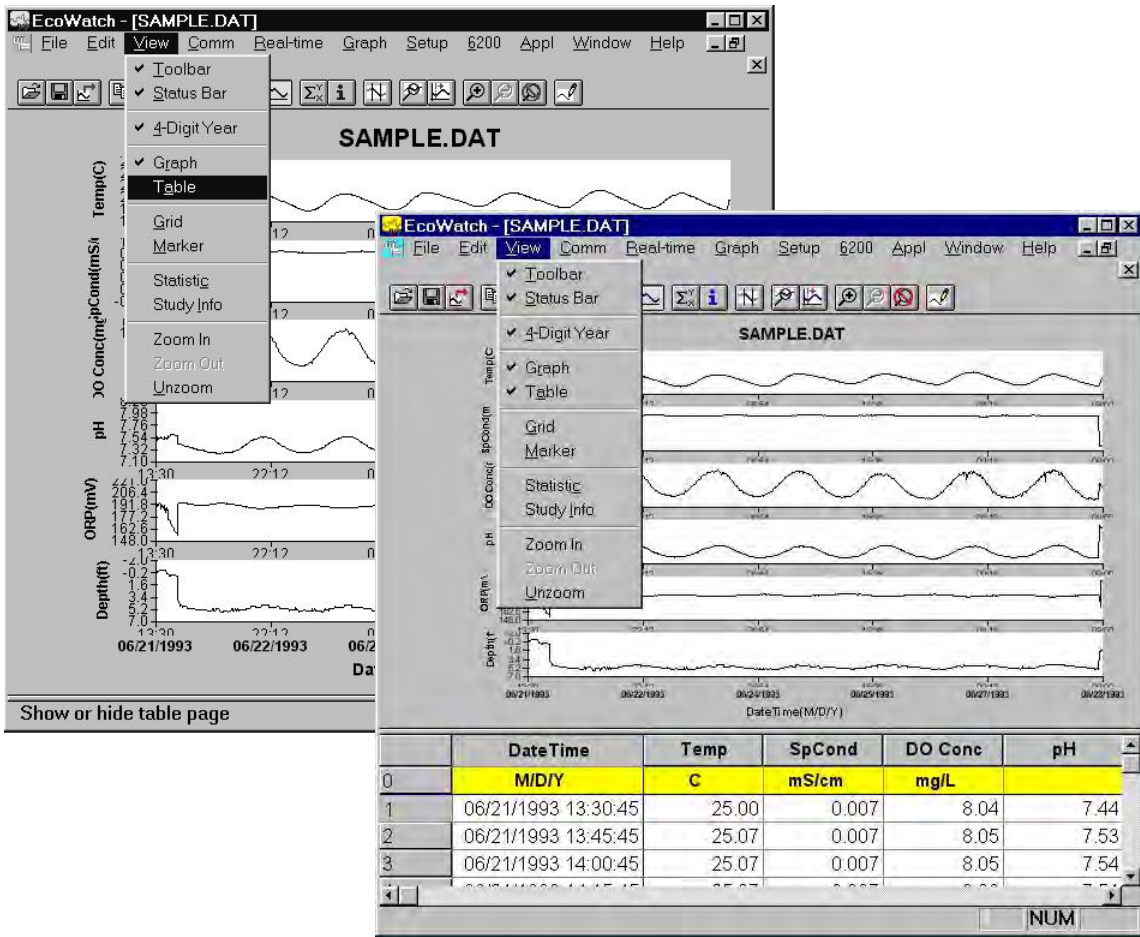 EcoWatch - [SAMPLE.DAT]
File Edit View Comm Real-time Graph Setup 6200 Appl Window Help
Toolbar
Status Bar
4-Digit Year
Graph
Table
Grid
Marker
Statistic
Study Info
Zoom In
Zoom Out
Unzoom
SAMPLE.DAT
Temp(C)
DO Conc(mg
pH
7.98
7.76
7.54
7.32
7.10
13:30 22:12
ORP(mV)
206.4
191.8
177.2
162.6
148.0
13:30 22:12
Depth(ft)
-0.2
1.6
3.4
5.2
7.0
13:30 22:12
06/21/1993 06/22/1993 06/2
Da
Show or hide table page
EcoWatch - [SAMPLE.DAT]
File Edit View Comm Real-time Graph Setup 6200 Appl Window Help
Toolbar
Status Bar
4-Digit Year
Graph
Table
Grid
Marker
Statistic
Study Info
Zoom In
Zoom Out
Unzoom
SAMPLE.DAT
Temp(C
SpCond(m
DO Conc(r
pH
ORP(m\
Depth(f
06/21/1993 06/22/1993 06/24/1993 06/25/1993 06/27/1993 06/28/1993
DateTime(M/D/Y)
DateTime Temp SpCond DO Conc pH
0 M/D/Y C mS/cm mg/L
1 06/21/1993 13:30:45 25.00 0.007 8.04 7.44
2 06/21/1993 13:45:45 25.07 0.007 8.05 7.53
3 06/21/1993 14:00:45 25.07 0.007 8.05 7.54
NUM